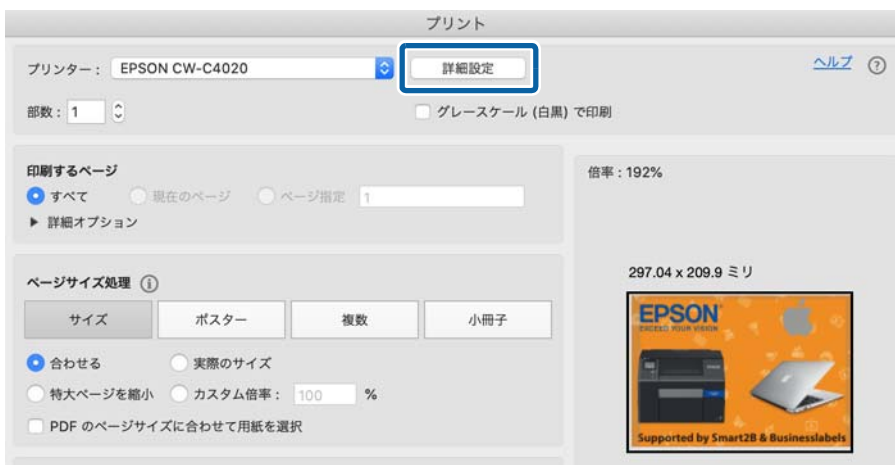 プリント
プリンター： EPSON CW-C4020 詳細設定 ヘルプ ?
部数： 1 グレースケール (白黒) で印刷
印刷するページ
すべて 現在のページ ページ指定 1
▶ 詳細オプション
倍率：192%
ページサイズ処理 i
サイズ ポスター 複数 小冊子
合わせる 実際のサイズ
特大ページを縮小 カスタム倍率： 100 %
PDF のページサイズに合わせて用紙を選択
297.04 x 209.9 ミリ
EPSON
EXCEED YOUR VISION
Supported by Smart2B & Businesslabels